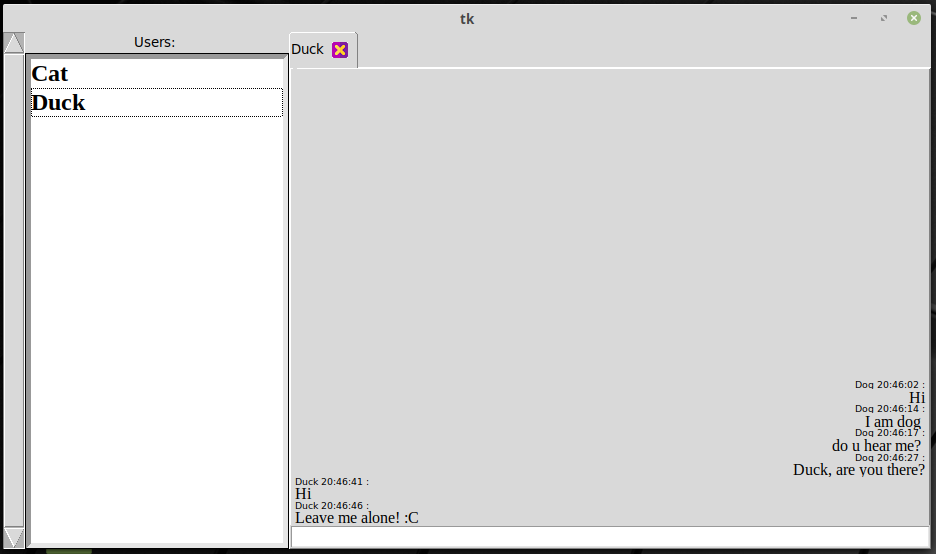 tk
Users:
Cat
Duck
Duck
Dog 20:46:02 :
Hi
Dog 20:46:14 :
I am dog
Dog 20:46:17 :
do u hear me?
Dog 20:46:27 :
Duck, are you there?
Duck 20:46:41 :
Hi
Duck 20:46:46 :
Leave me alone! :C